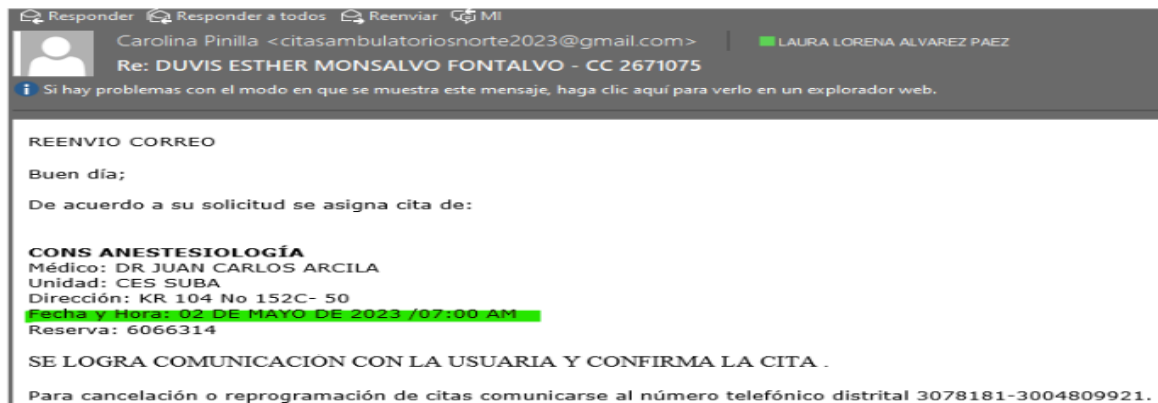 Responder Responder a todos Reenviar MI
Carolina Pinilla <citasambulatoriosnorte2023@gmail.com> LAURA LORENA ALVAREZ PAEZ
Re: DUVIS ESTHER MONSALVO FONTALVO - CC 2671075
Si hay problemas con el modo en que se muestra este mensaje, haga clic aquí para verlo en un explorador web.
REENVIO CORREO
Buen día;
De acuerdo a su solicitud se asigna cita de:
CONS ANESTESIOLOGÍA
Médico: DR JUAN CARLOS ARCILA
Unidad: CES SUBA
Dirección: KR 104 No 152C- 50
Fecha y Hora: 02 DE MAYO DE 2023 /07:00 AM
Reserva: 6066314
SE LOGRA COMUNICACIÓN CON LA USUARIA Y CONFIRMA LA CITA .
Para cancelación o reprogramación de citas comunicarse al número telefónico distrital 3078181-3004809921.